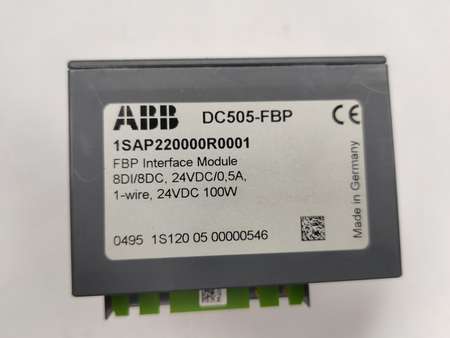 ABB DC505-FBP CE
1SAP220000R0001
FBP Interface Module
8DI/8DC, 24VDC/0,5A,
1-wire, 24VDC 100W
0495 1S120 05 00000546
Made in Germany